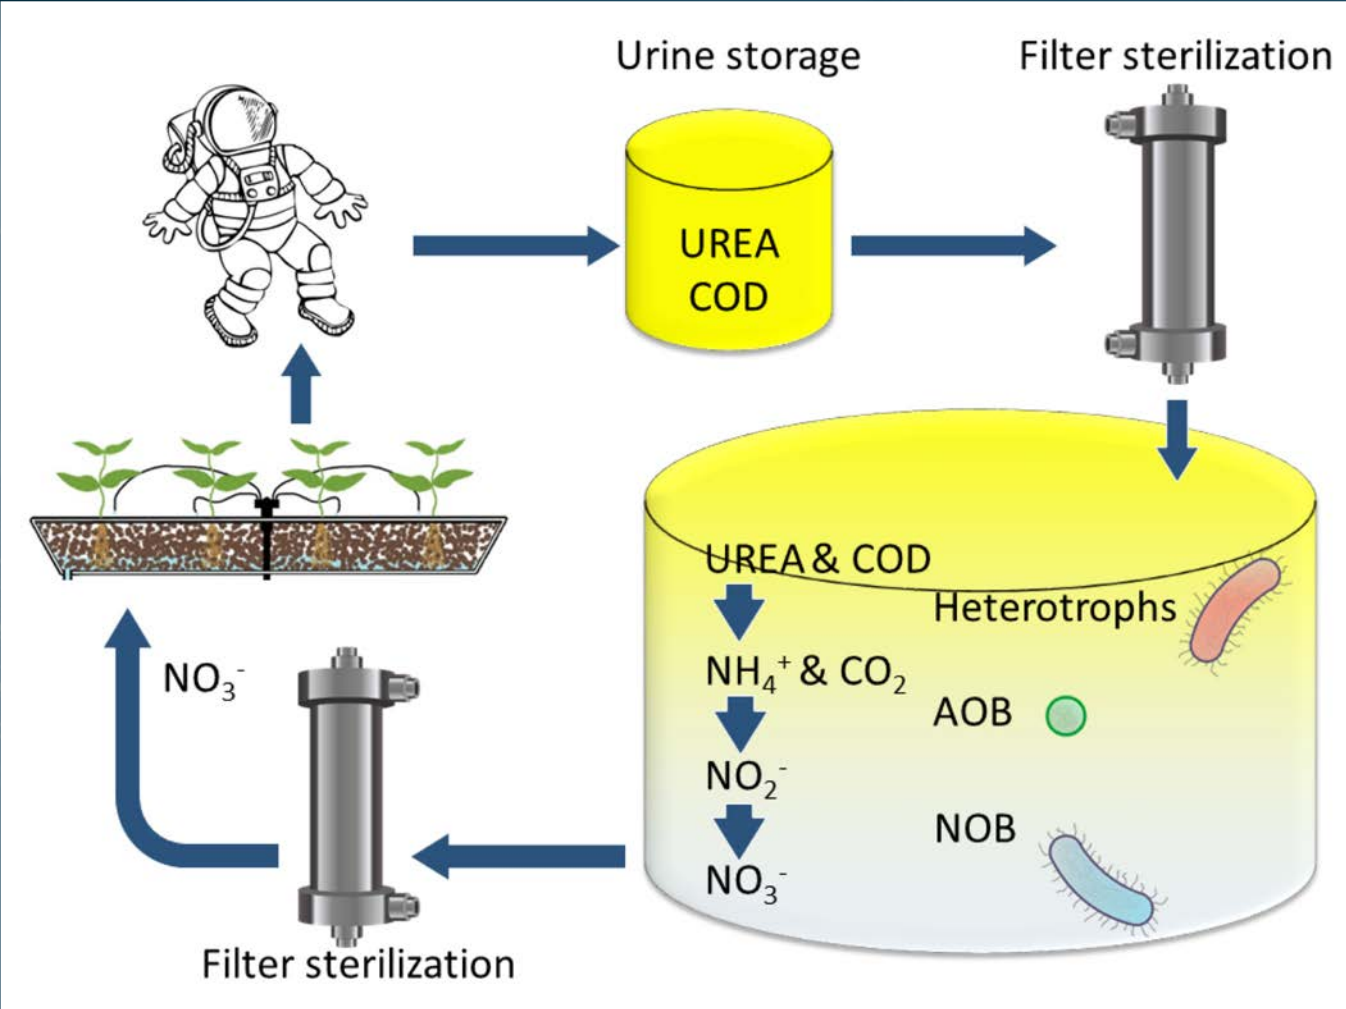 Urine storage
Filter sterilization
UREA
COD
UREA & COD
Heterotrophs
NH₄⁺ & CO₂
AOB
NO₂⁻
NOB
NO₃⁻
NO₃⁻
Filter sterilization